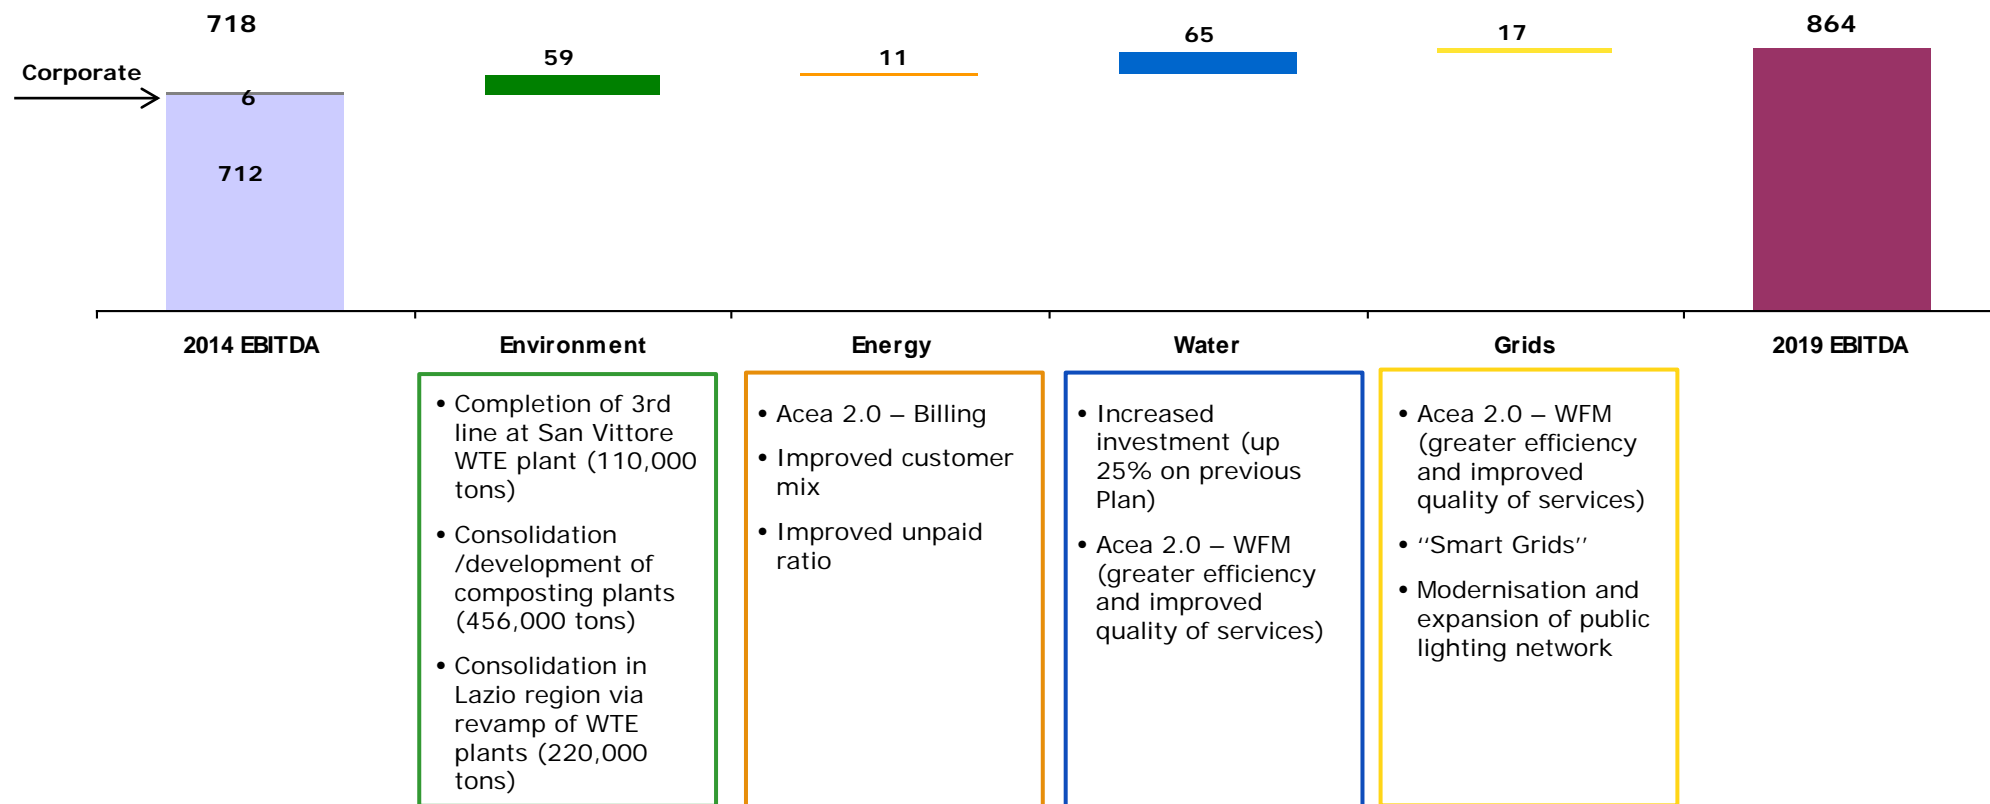 718
59
11
65
17
864
Corporate
6
712
2014 EBITDA
Environment
Energy
Water
Grids
2019 EBITDA
• Completion of 3rd
line at San Vittore
WTE plant (110,000
tons)
• Consolidation
/development of
composting plants
(456,000 tons)
• Consolidation in
Lazio region via
revamp of WTE
plants (220,000
tons)
• Acea 2.0 – Billing
• Improved customer
mix
• Improved unpaid
ratio
• Increased
investment (up
25% on previous
Plan)
• Acea 2.0 – WFM
(greater efficiency
and improved
quality of services)
• Acea 2.0 – WFM
(greater efficiency
and improved
quality of services)
• ‘‘Smart Grids’’
• Modernisation and
expansion of public
lighting network